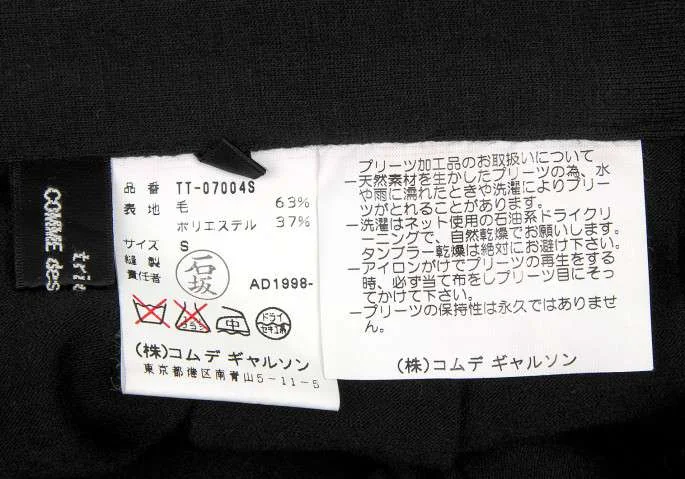 tri
COMME des
品 番 TT-07004S
表 地 毛 63%
ポリエステル 37%
サイズ S
縫 製
責任者
石坂
AD1998-
ドライ
セキユ系
(株)コムデ ギャルソン
東京都港区南青山5-11-5
プリーツ加工品のお取扱いについて
ー天然素材を生かしたプリーツの為、水
や雨に濡れたときや洗濯によりプリー
ツがとれることがあります。
ー洗濯はネット使用の石油系ドライクリ
ーニングで、自然乾燥でお願いします。
タンブラー乾燥は絶対にお避け下さい。
ーアイロンがけでプリーツの再生をする
時、必ず当て布をしプリーツ目にそっ
てかけて下さい。
ープリーツの保持性は永久ではありませ
ん。
(株)コムデ ギャルソン